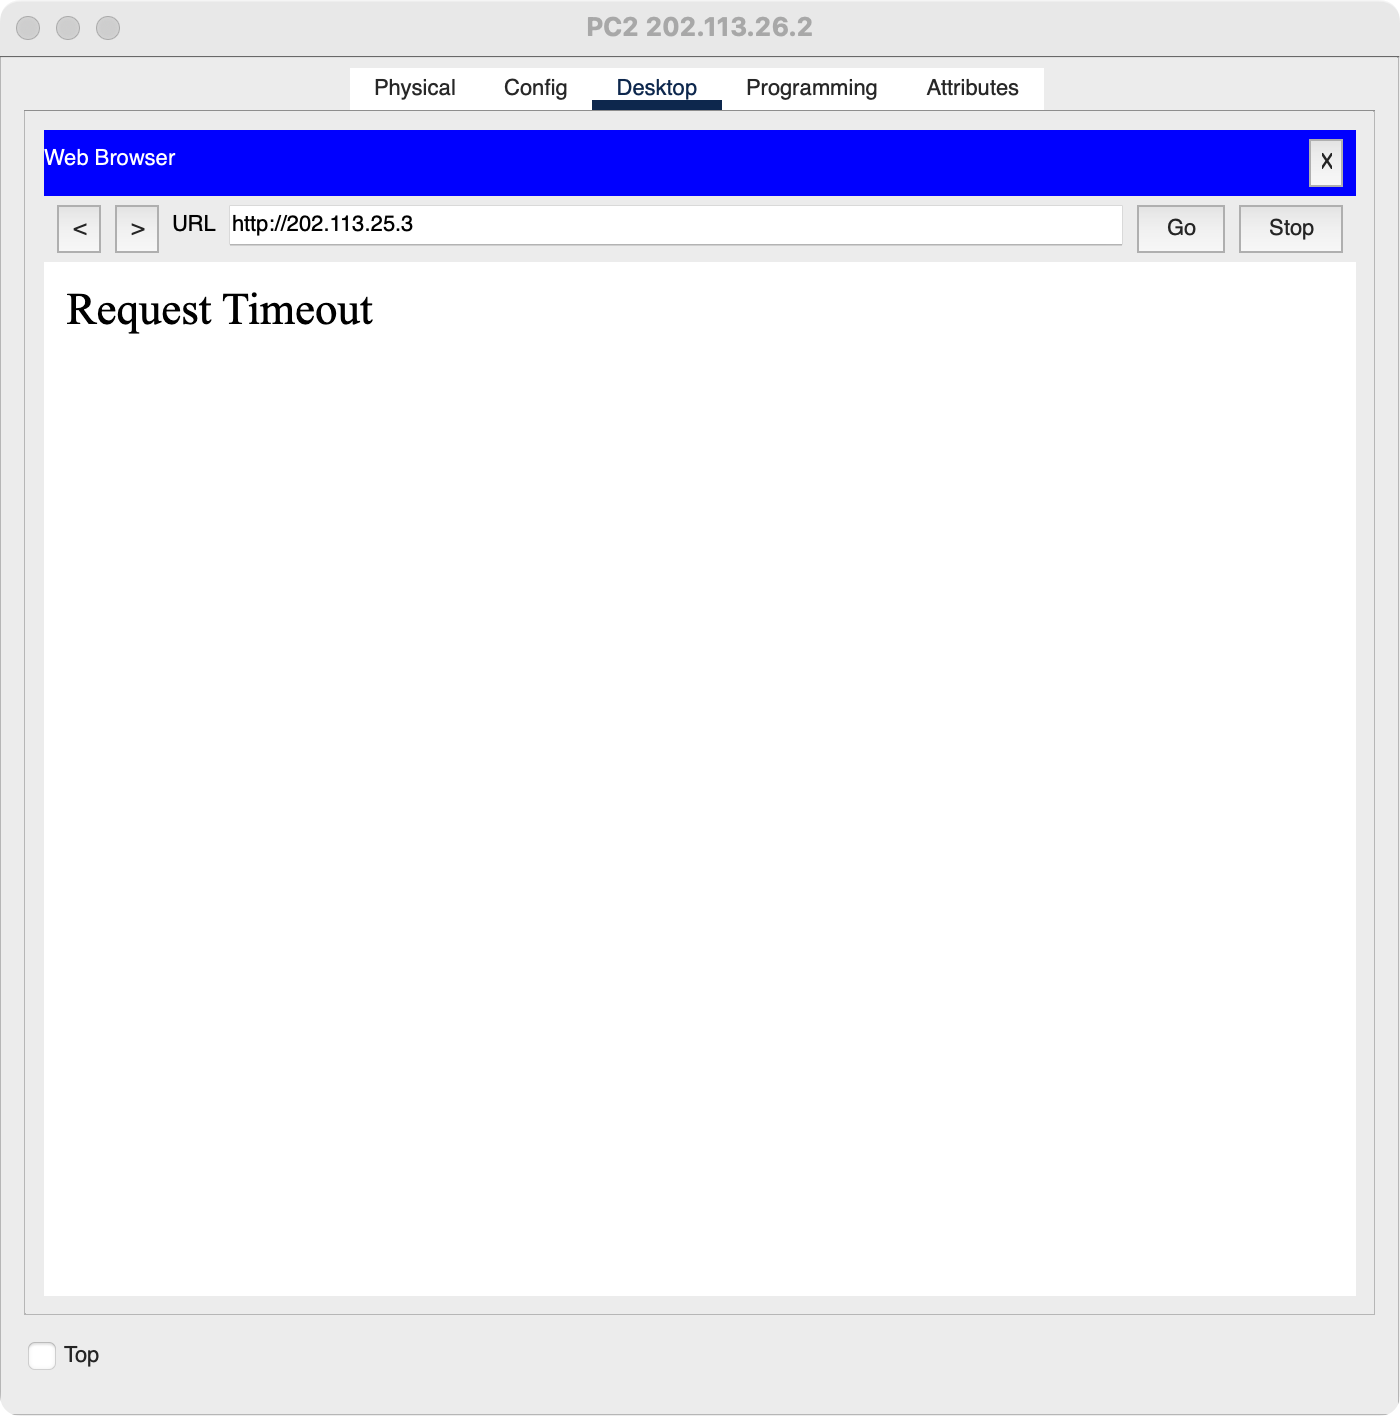 PC2 202.113.26.2
Physical Config Desktop Programming Attributes
Web Browser
X
< > URL http://202.113.25.3 Go Stop
Request Timeout
Top